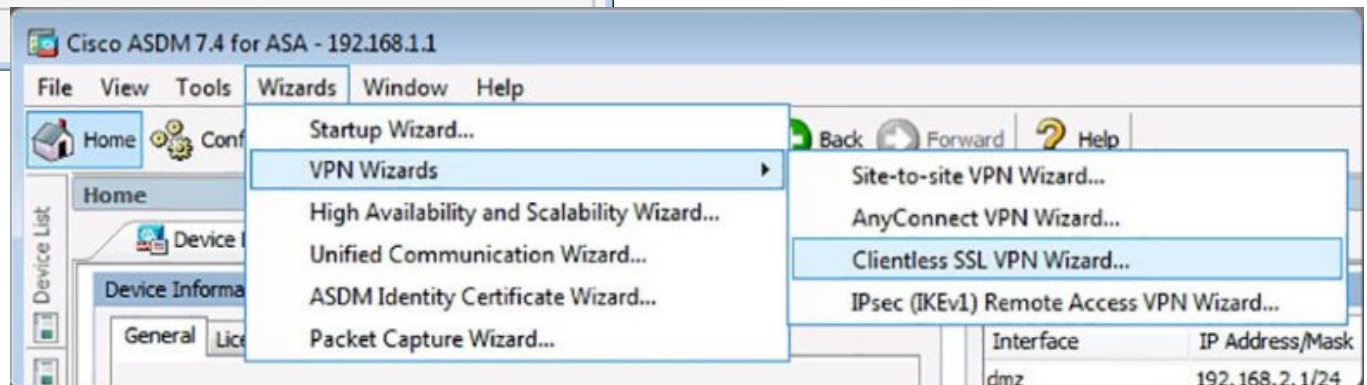 Cisco ASDM 7.4 for ASA - 192.168.1.1
File View Tools Wizards Window Help
Home Back Forward Help
Startup Wizard...
VPN Wizards
High Availability and Scalability Wizard...
Unified Communication Wizard...
ASDM Identity Certificate Wizard...
Packet Capture Wizard...
Site-to-site VPN Wizard...
AnyConnect VPN Wizard...
Clientless SSL VPN Wizard...
IPsec (IKEv1) Remote Access VPN Wizard...
Device List
Home
Device
General
Interface IP Address/Mask
dmz 192.168.2.1/24